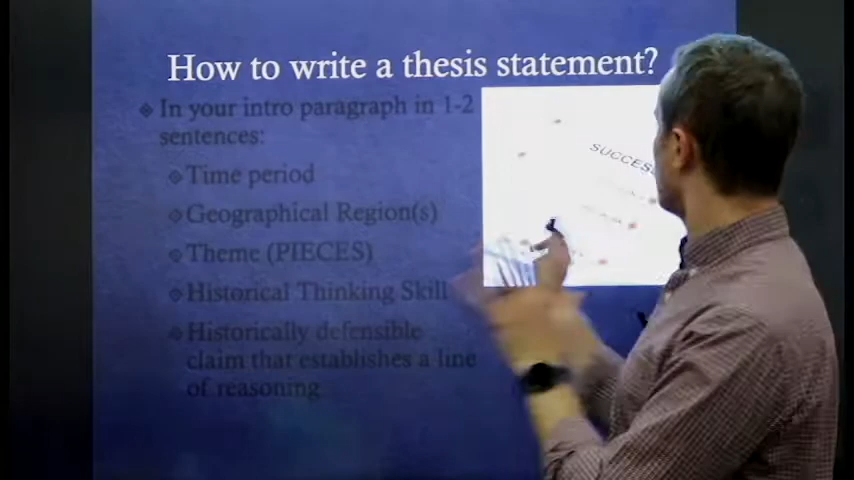 How to write a thesis statement?
In your intro paragraph in 1-2
sentences:
Time period
Geographical Region(s)
Theme (PIECES)
Historical Thinking Skill
Historically defensible
claim that establishes a line
of reasoning